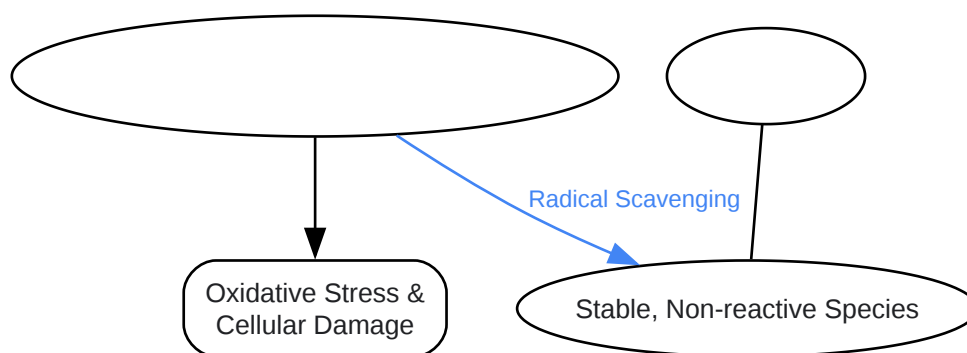 Radical Scavenging
Oxidative Stress &
Cellular Damage
Stable, Non-reactive Species